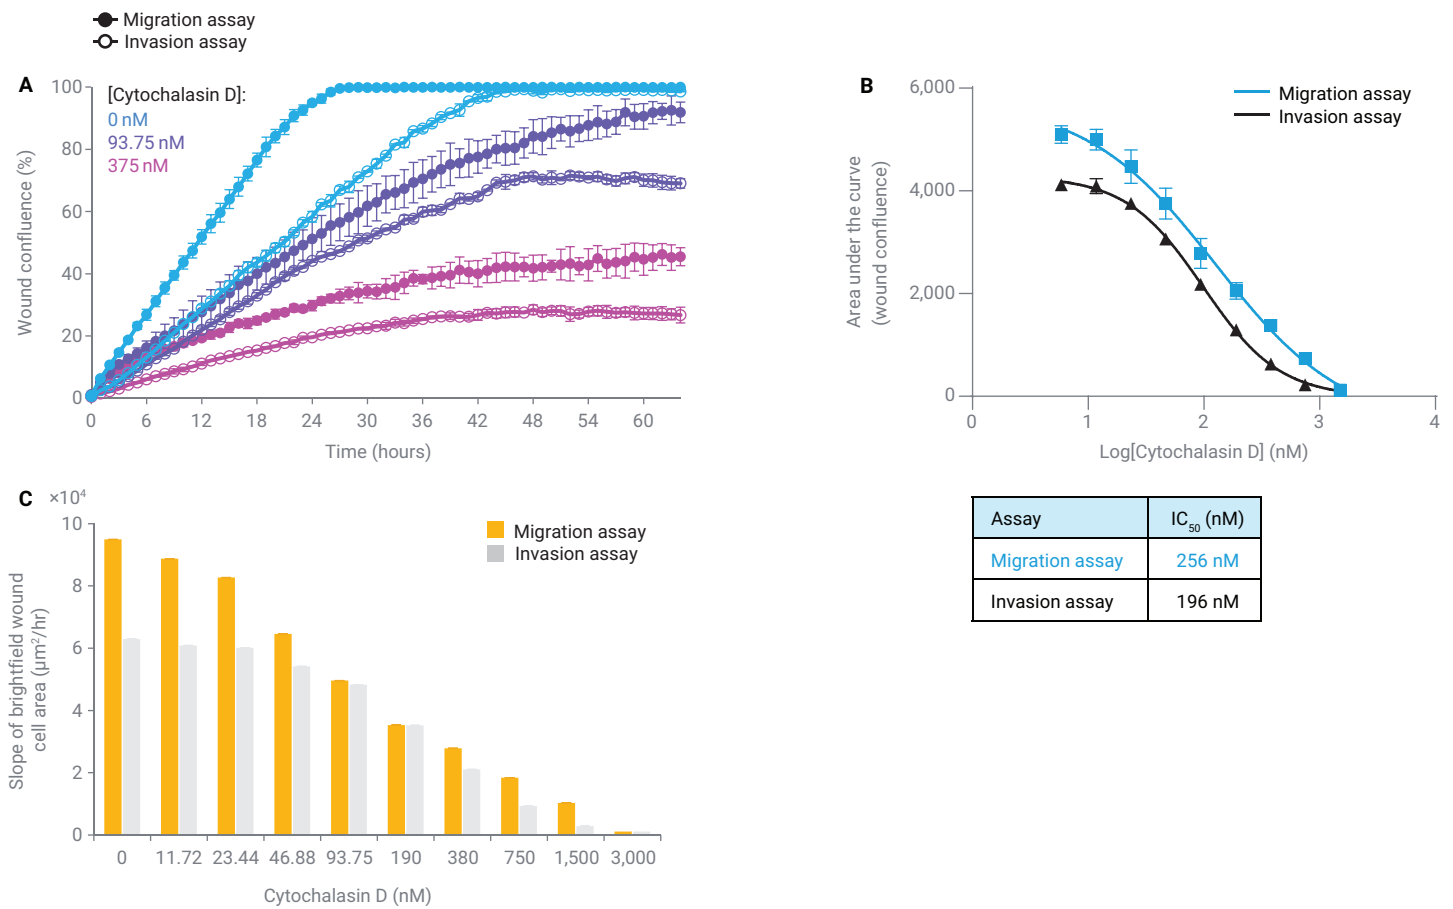 Migration assay
Invasion assay
A
[Cytochalasin D]:
0 nM
93.75 nM
375 nM
100
80
60
40
20
0
Wound confluence (%)
0 6 12 18 24 30 36 42 48 54 60
Time (hours)
B
Migration assay
Invasion assay
6,000
4,000
2,000
0
Area under the curve
(wound confluence)
0 1 2 3 4
Log[Cytochalasin D] (nM)
Assay IC₅₀ (nM)
Migration assay 256 nM
Invasion assay 196 nM
C
×10⁴
Migration assay
Invasion assay
10
8
6
4
2
0
Slope of brightfield wound
cell area (µm²/hr)
0 11.72 23.44 46.88 93.75 190 380 750 1,500 3,000
Cytochalasin D (nM)